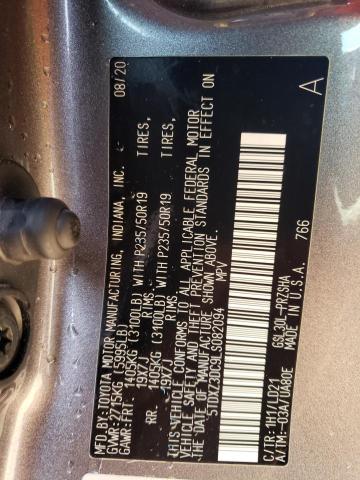 MFD BY: TOYOTA MOTOR MANUFACTURING, INDIANA, INC. 08/20
GVWR: 2725KG (5995LB)
GAWR: FRT: 1405KG (3100LB) WITH P235/50R19 TIRES,
19X7J RIMS
RR 1405KG (3100LB) WITH P235/50R19 TIRES,
19X7J RIMS
THIS VEHICLE CONFORMS TO ALL APPLICABLE FEDERAL MOTOR
VEHICLE SAFETY AND THEFT PREVENTION STANDARDS IN EFFECT ON
THE DATE OF MANUFACTURE SHOWN ABOVE.
5TDXZ3DC9LS082094 MPV
C/TR: 1H1/LD21 GSL30L-PRZSHA
A/TM: -03A/UA80E MADE IN U.S.A. 766
A